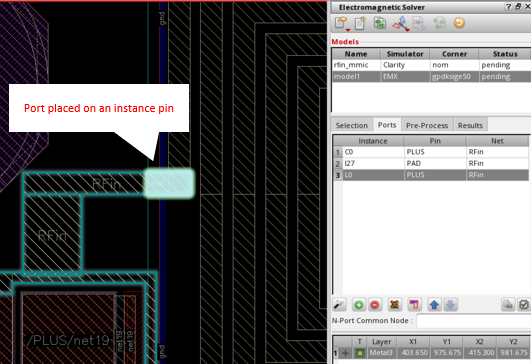 gnd
gnd
Port placed on an instance pin
RFin
RFin
/PLUS/net19
net19
net19
Electromagnetic Solver
Models
Name Simulator Corner Status
rfin_mmic Clarity nom pending
model1 EMX gpdksige50 pending
Selection Ports Pre-Process Results
Instance Pin Net
1 C0 PLUS RFin
2 I27 PAD RFin
3 L0 PLUS RFin
N-Port Common Node :
T Layer X1 Y1 X2 Y2
1 Metal3 403.650 975.675 415.300 981.675